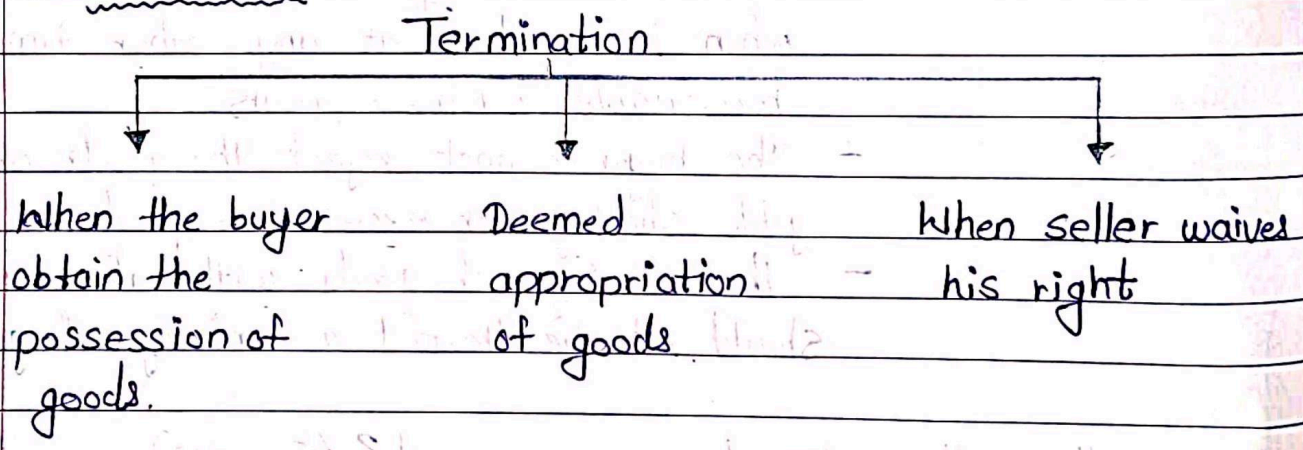 Termination
When the buyer
obtain the
possession of
goods.
Deemed
appropriation.
of goods
When seller waives
his right